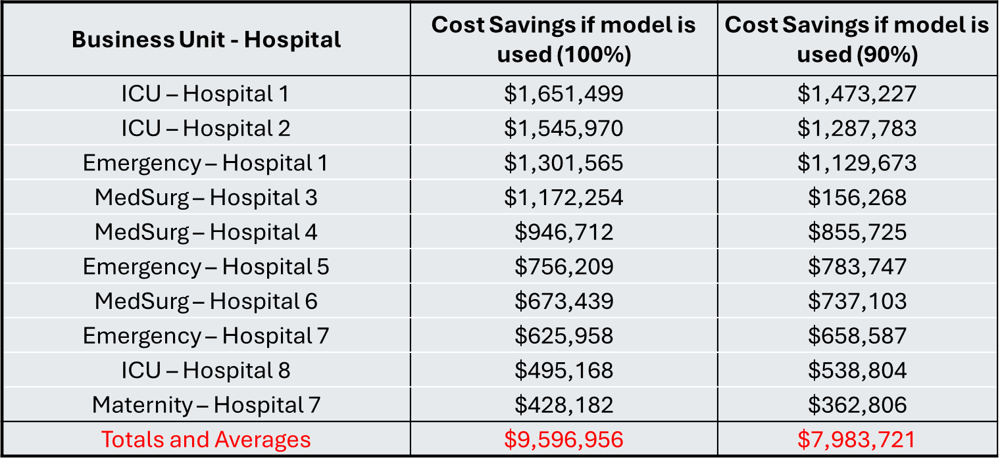 Business Unit - Hospital
Cost Savings if model is
used (100%)
Cost Savings if model is
used (90%)
ICU – Hospital 1 $1,651,499 $1,473,227
ICU – Hospital 2 $1,545,970 $1,287,783
Emergency – Hospital 1 $1,301,565 $1,129,673
MedSurg – Hospital 3 $1,172,254 $156,268
MedSurg – Hospital 4 $946,712 $855,725
Emergency – Hospital 5 $756,209 $783,747
MedSurg – Hospital 6 $673,439 $737,103
Emergency – Hospital 7 $625,958 $658,587
ICU – Hospital 8 $495,168 $538,804
Maternity – Hospital 7 $428,182 $362,806
Totals and Averages $9,596,956 $7,983,721